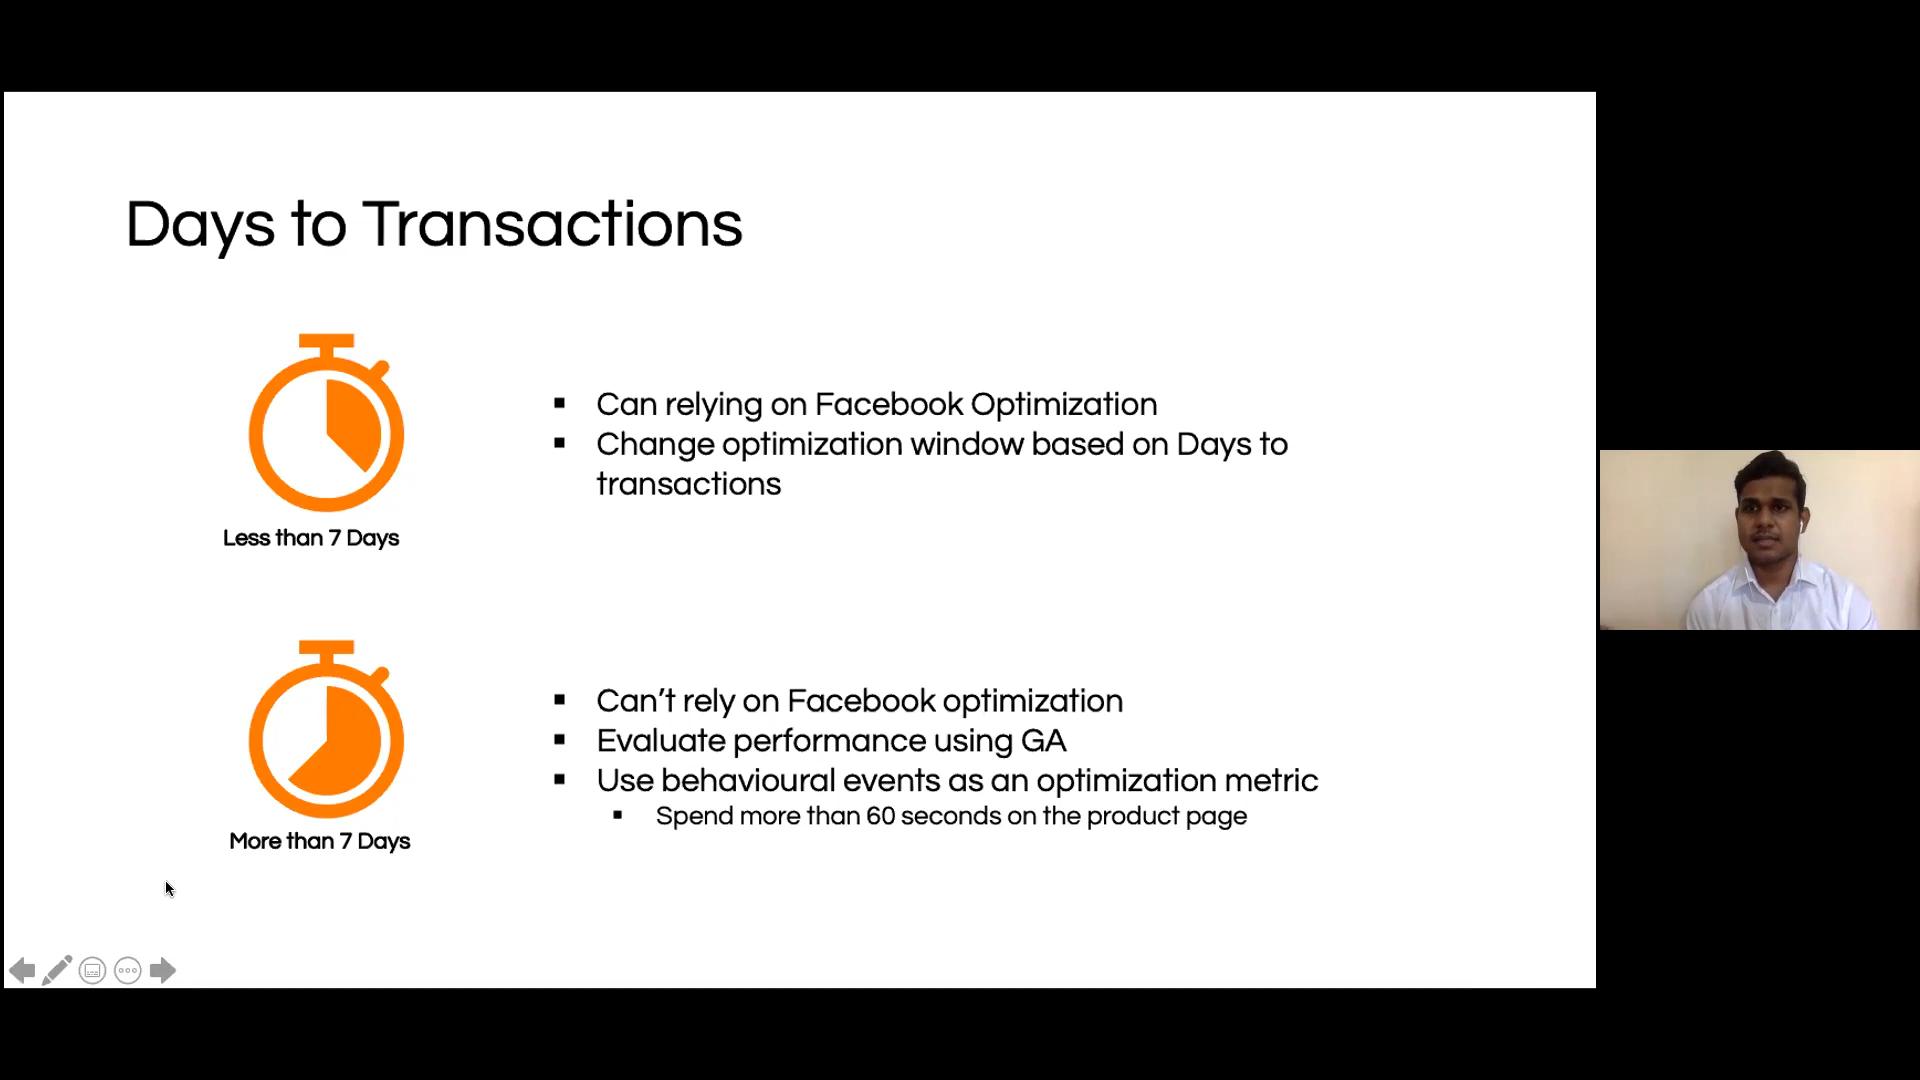 Days to Transactions
Can relying on Facebook Optimization
Change optimization window based on Days to
transactions
Less than 7 Days
Can't rely on Facebook optimization
Evaluate performance using GA
Use behavioural events as an optimization metric
Spend more than 60 seconds on the product page
More than 7 Days